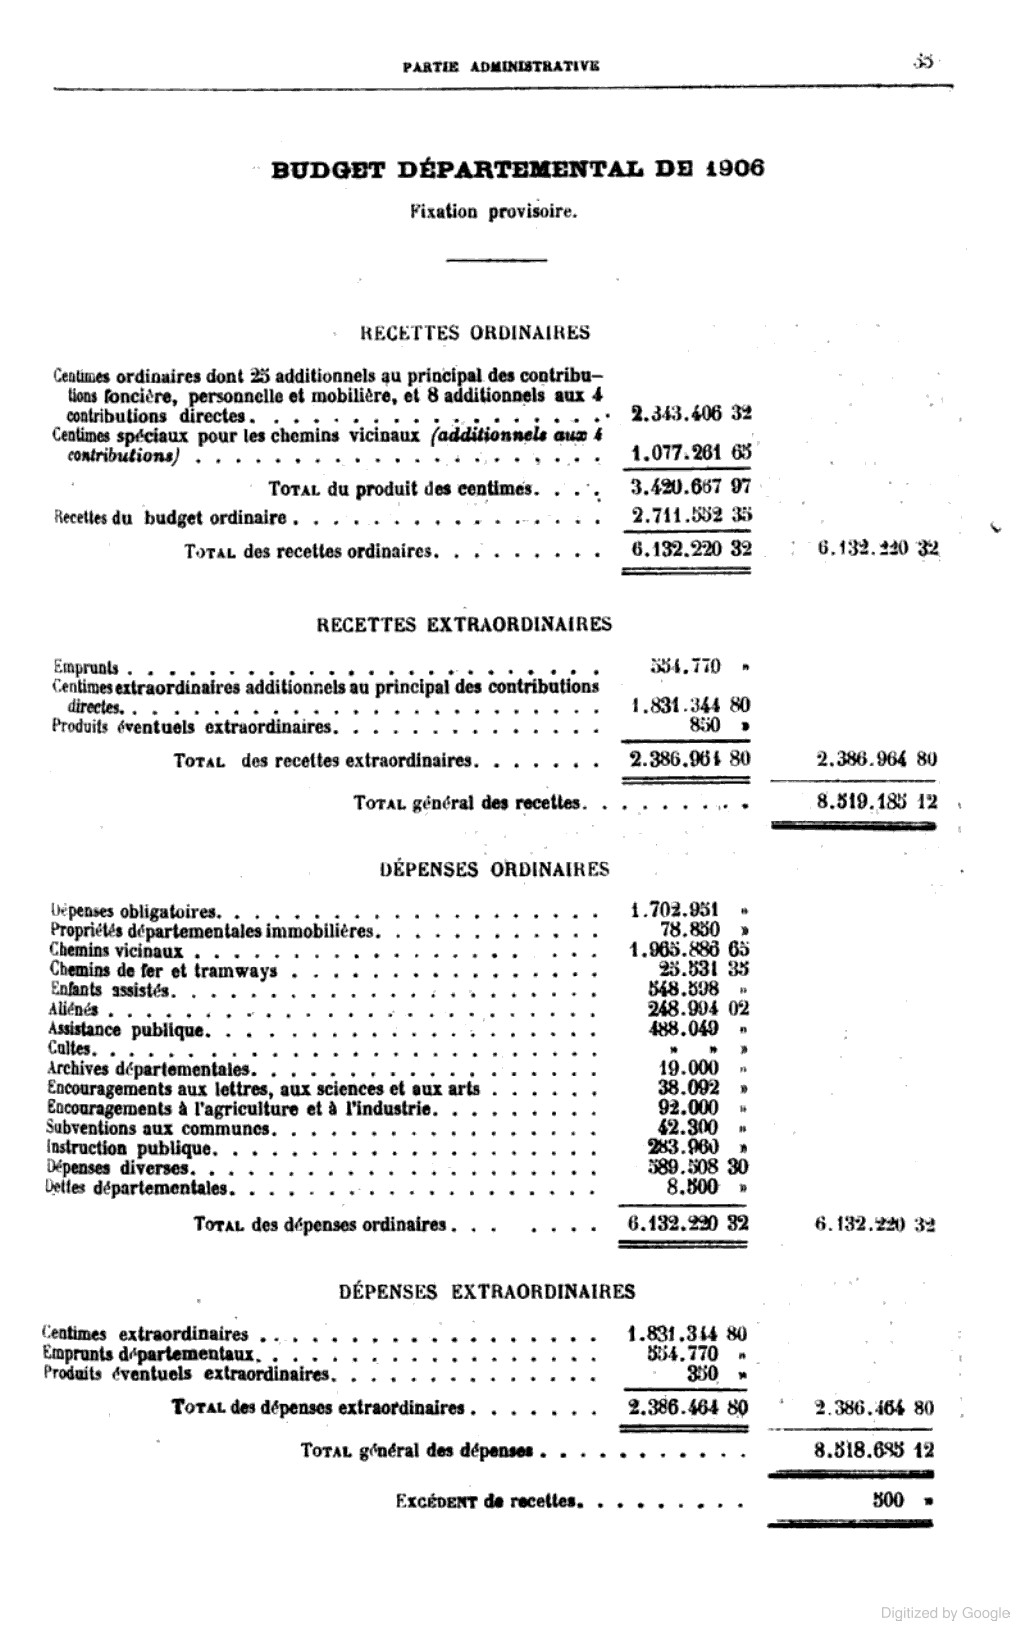 PARTIE ADMINISTRATIVE 55
BUDGET DÉPARTEMENTAL DE 1906
Fixation provisoire.
RECETTES ORDINAIRES
Centimes ordinaires dont 25 additionnels au principal des contribu-
tions foncière, personnelle et mobilière, et 8 additionnels aux 4
contributions directes. . . . . . . . . . . . . . . . . . 2.343.406 32
Centimes spéciaux pour les chemins vicinaux (additionnels aux 4
contributions) . . . . . . . . . . . . . . . . . . . . . 1.077.261 65
TOTAL du produit des centimes. . . . 3.420.667 97
Recettes du budget ordinaire . . . . . . . . . . . . . . . . 2.711.552 35
TOTAL des recettes ordinaires. . . . . . . . . 6.132.220 32 6.132.220 32
RECETTES EXTRAORDINAIRES
Emprunts . . . . . . . . . . . . . . . . . . . . . . . . 554.770 »
Centimes extraordinaires additionnels au principal des contributions
directes. . . . . . . . . . . . . . . . . . . . . . . . 1.831.344 80
Produits éventuels extraordinaires. . . . . . . . . . . . . 850 »
TOTAL des recettes extraordinaires. . . . . . . 2.386.964 80 2.386.964 80
TOTAL général des recettes. . . . . . . . . 8.519.185 12
DÉPENSES ORDINAIRES
Dépenses obligatoires. . . . . . . . . . . . . . . . . . . 1.702.951 »
Propriétés départementales immobilières. . . . . . . . . . . . 78.850 »
Chemins vicinaux . . . . . . . . . . . . . . . . . . . . 1.965.886 65
Chemins de fer et tramways . . . . . . . . . . . . . . . . 25.531 35
Enfants assistés. . . . . . . . . . . . . . . . . . . . . . 548.598 »
Aliénés . . . . . . . . . . . . . . . . . . . . . . . . . 248.994 02
Assistance publique. . . . . . . . . . . . . . . . . . . . 488.049 »
Cultes. . . . . . . . . . . . . . . . . . . . . . . . . . » » »
Archives départementales. . . . . . . . . . . . . . . . . . 19.000 »
Encouragements aux lettres, aux sciences et aux arts . . . . . . 38.092 »
Encouragements à l'agriculture et à l'industrie. . . . . . . . . 92.000 »
Subventions aux communes. . . . . . . . . . . . . . . . . 42.300 »
Instruction publique. . . . . . . . . . . . . . . . . . . . 283.960 »
Dépenses diverses. . . . . . . . . . . . . . . . . . . . . 589.508 30
Dettes départementales. . . . . . . . . . . . . . . . . . . 8.500 »
TOTAL des dépenses ordinaires . . . . . . . 6.132.220 32 6.132.220 32
DÉPENSES EXTRAORDINAIRES
Centimes extraordinaires . . . . . . . . . . . . . . . . . . 1.831.344 80
Emprunts départementaux. . . . . . . . . . . . . . . . . . 554.770 »
Produits éventuels extraordinaires. . . . . . . . . . . . . . 350 »
TOTAL des dépenses extraordinaires . . . . . . . 2.386.464 80 2.386.464 80
TOTAL général des dépenses . . . . . . . . . . . 8.518.685 12
EXCÉDENT de recettes. . . . . . . . . 500 »
Digitized by Google